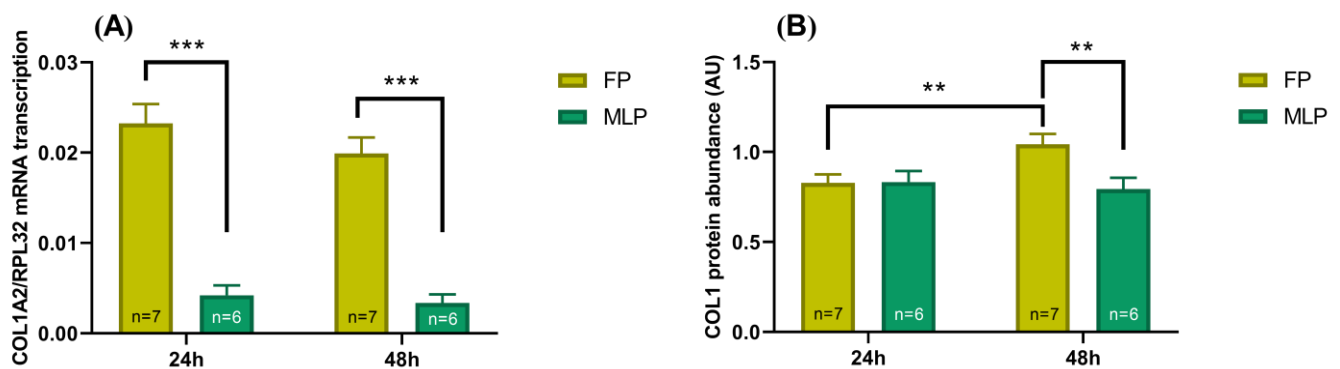 (A)
COL1A2/RPL32 mRNA transcription
0.03
0.02
0.01
0.00
***
***
n=7
n=6
n=7
n=6
24h
48h
FP
MLP
(B)
COL1 protein abundance (AU)
1.5
1.0
0.5
0.0
**
**
n=7
n=6
n=7
n=6
24h
48h
FP
MLP